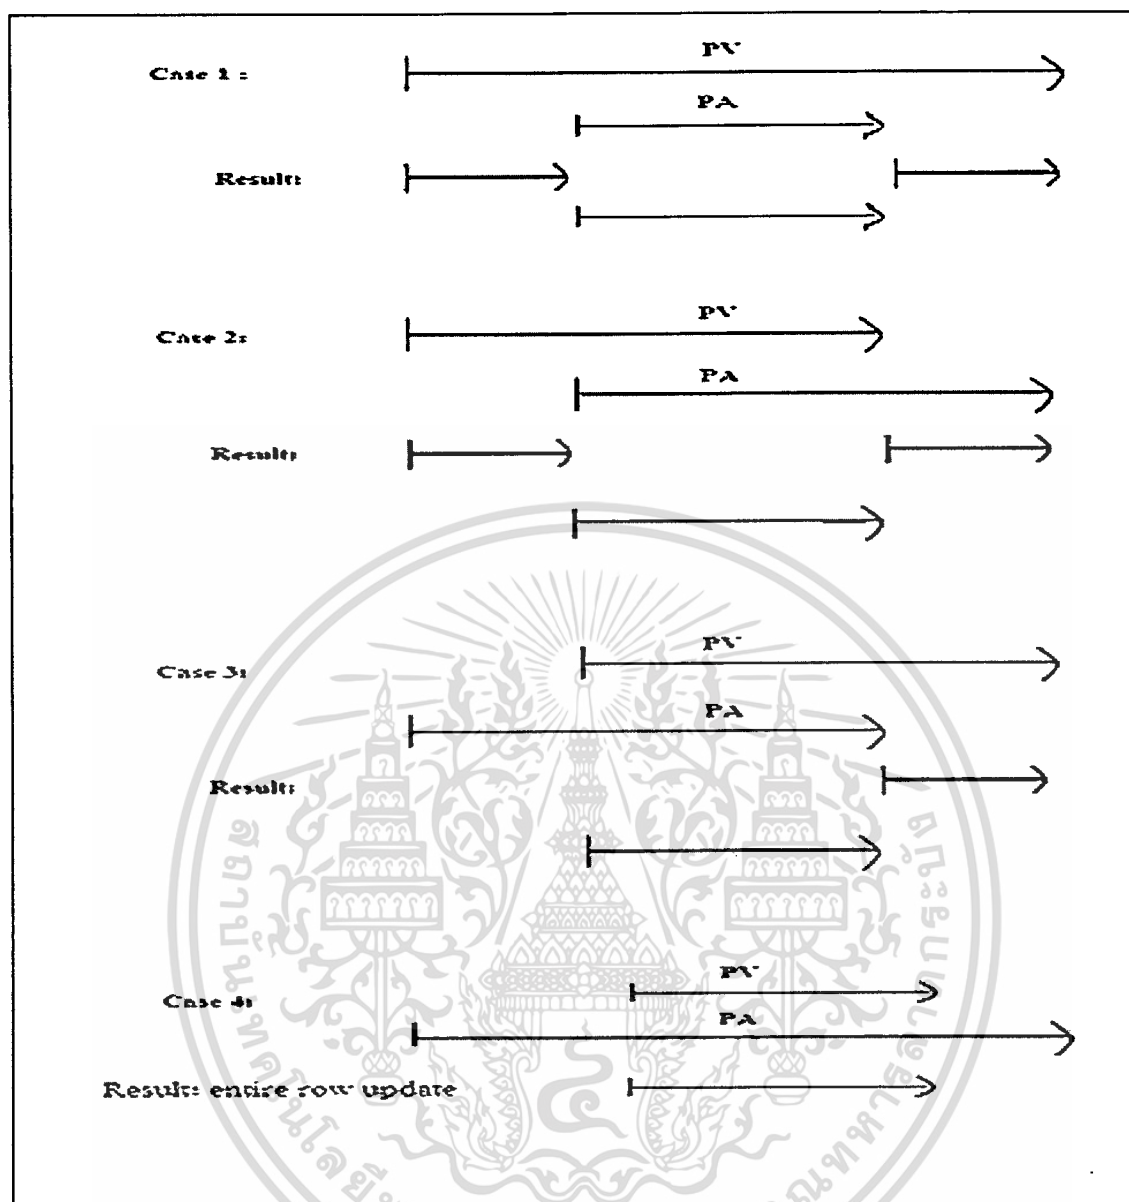 PV
Case 1 :
PA
Result:
PV
Case 2:
PA
Result:
PV
Case 3:
PA
Result:
PV
Case 4:
PA
Result: entire row update